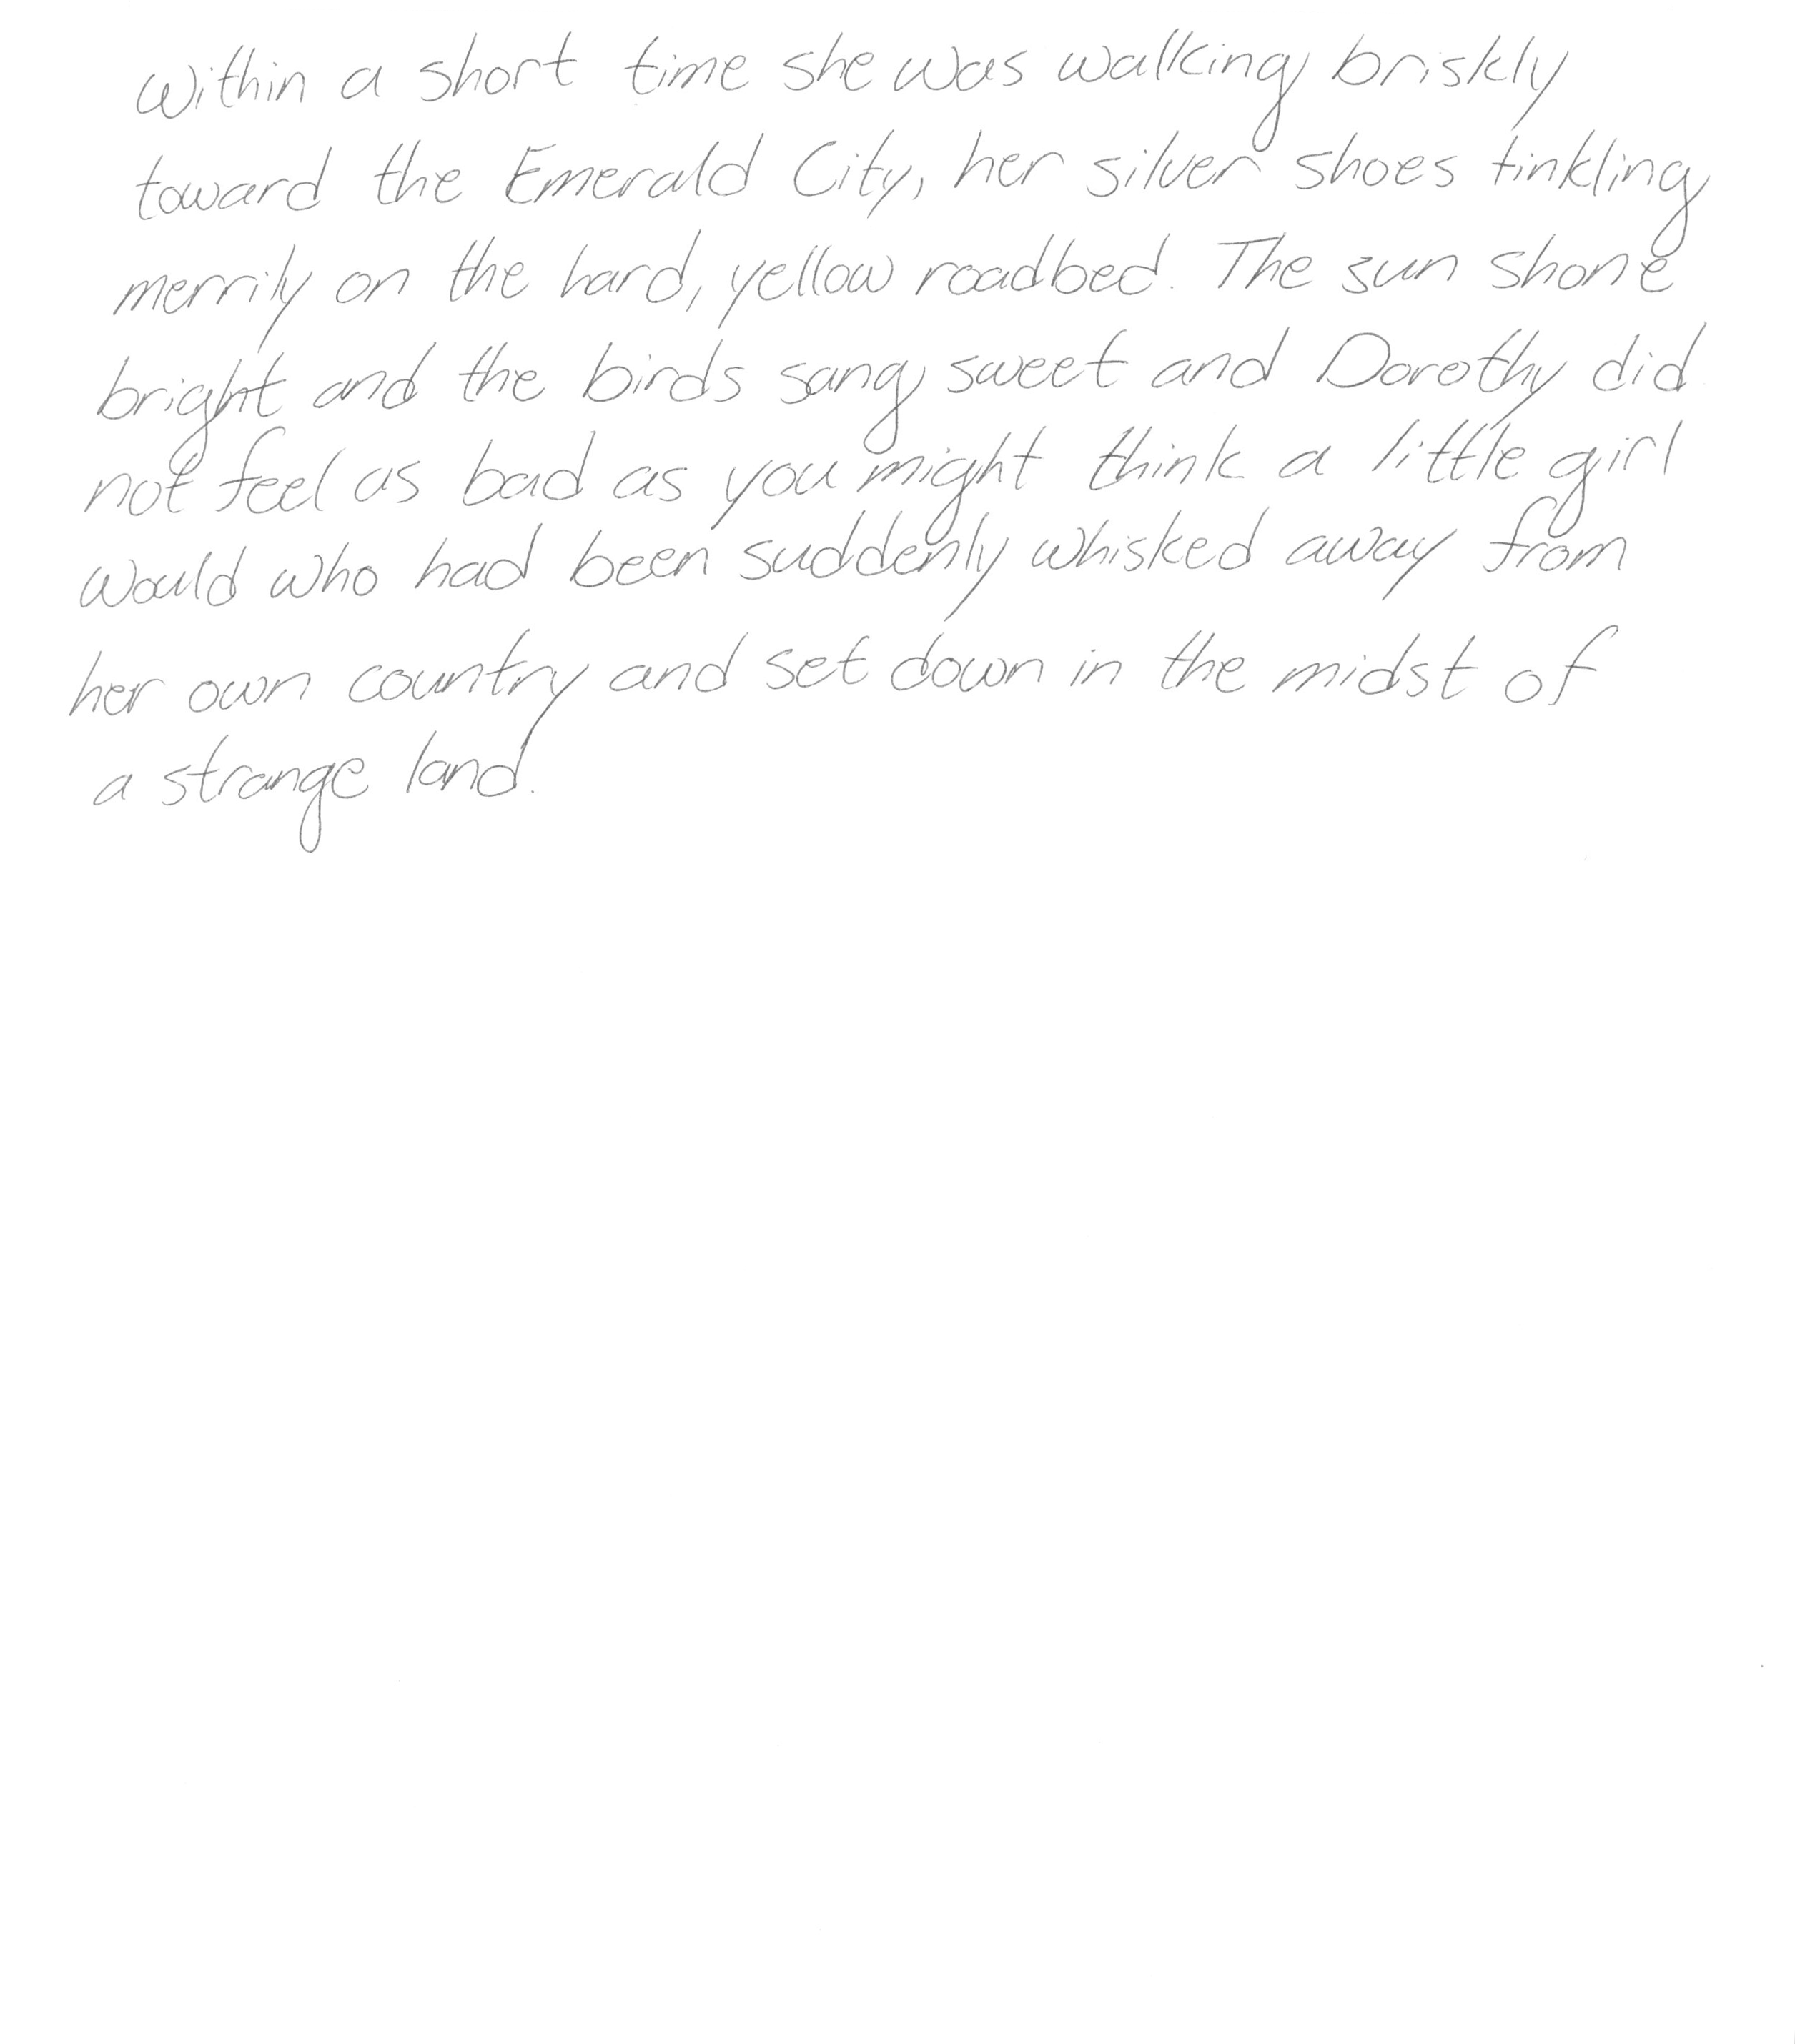 Within a short time she was walking briskly
toward the Emerald City, her silver shoes tinkling
merrily on the hard, yellow roadbed. The sun shone
bright and the birds sang sweet and Dorothy did
not feel as bad as you might think a little girl
would who had been suddenly whisked away from
her own country and set down in the midst of
a strange land.